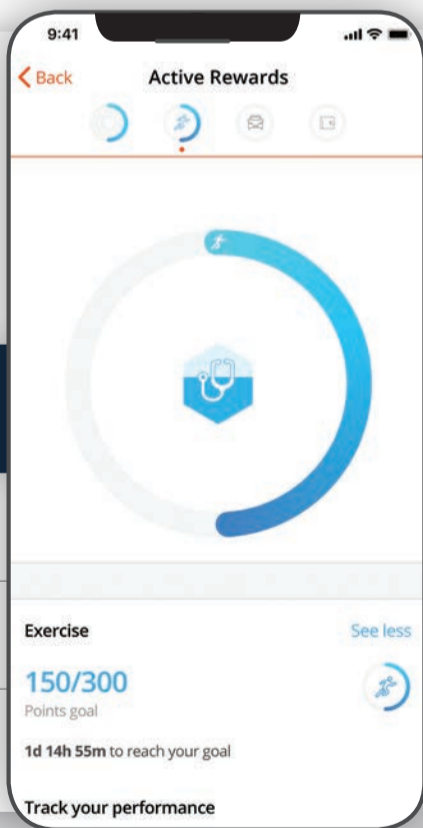 9:41
Back
Active Rewards
Exercise
See less
150/300
Points goal
1d 14h 55m to reach your goal
Track your performance